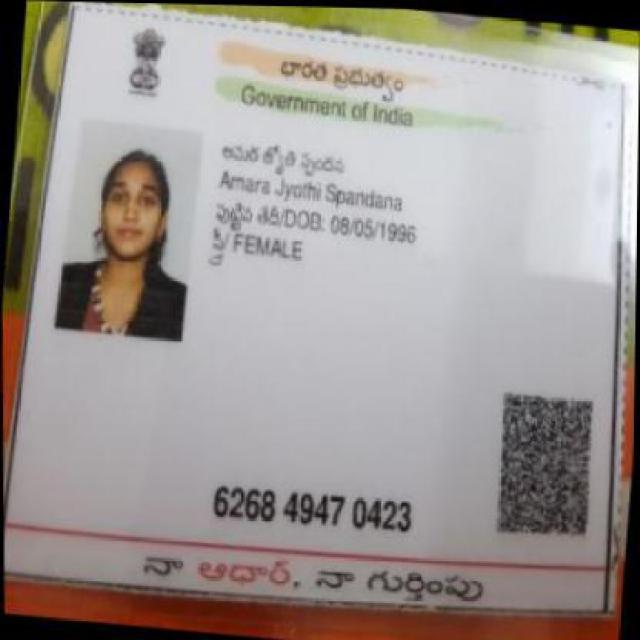 భారత ప్రభుత్వం
Government of India
అమర జ్యోతి స్పందన
Amara Jyothi Spandana
పుట్టిన తేదీ/DOB: 08/05/1996
స్త్రీ/ FEMALE
6268 4947 0423
నా ఆధార్, నా గుర్తింపు